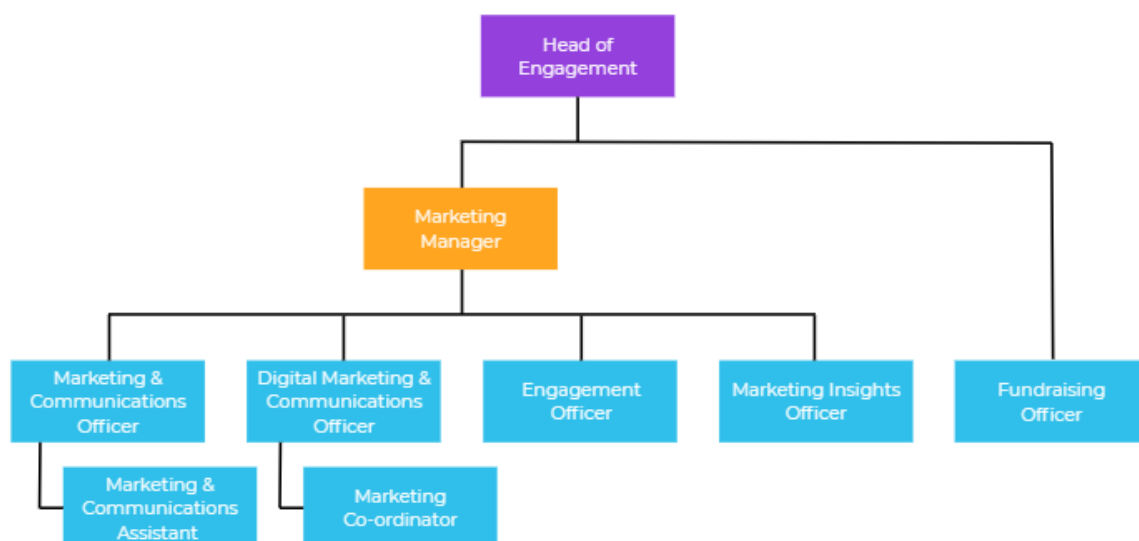 Head of
Engagement
Marketing
Manager
Marketing &
Communications
Officer
Digital Marketing &
Communications
Officer
Engagement
Officer
Marketing Insights
Officer
Fundraising
Officer
Marketing &
Communications
Assistant
Marketing
Co-ordinator